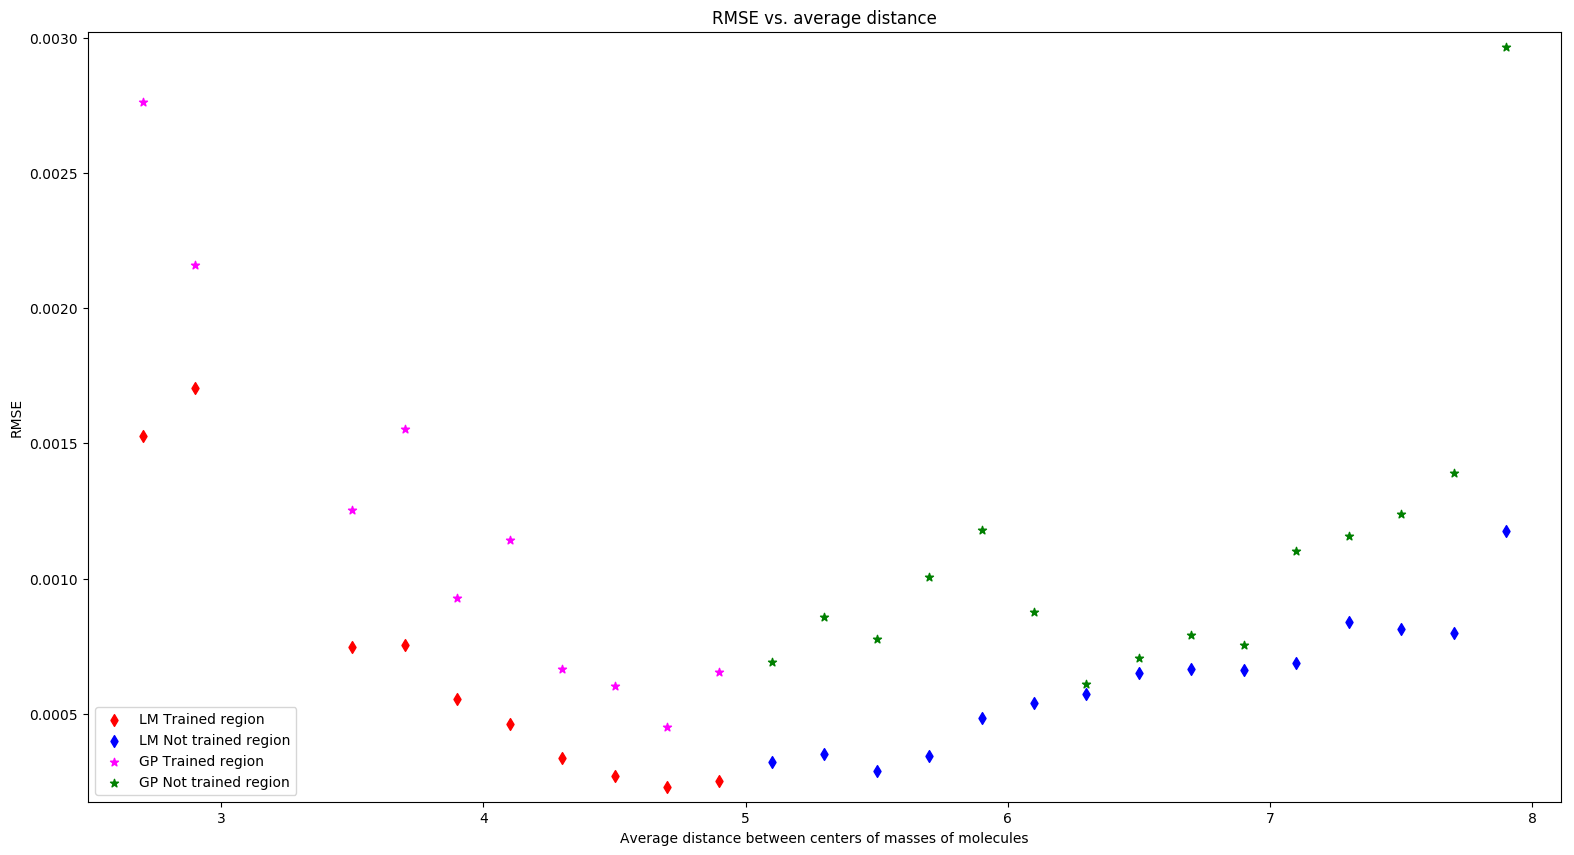 RMSE vs. average distance
0.0030
0.0025
0.0020
0.0015
0.0010
0.0005
RMSE
LM Trained region
LM Not trained region
GP Trained region
GP Not trained region
3 4 5 6 7 8
Average distance between centers of masses of molecules